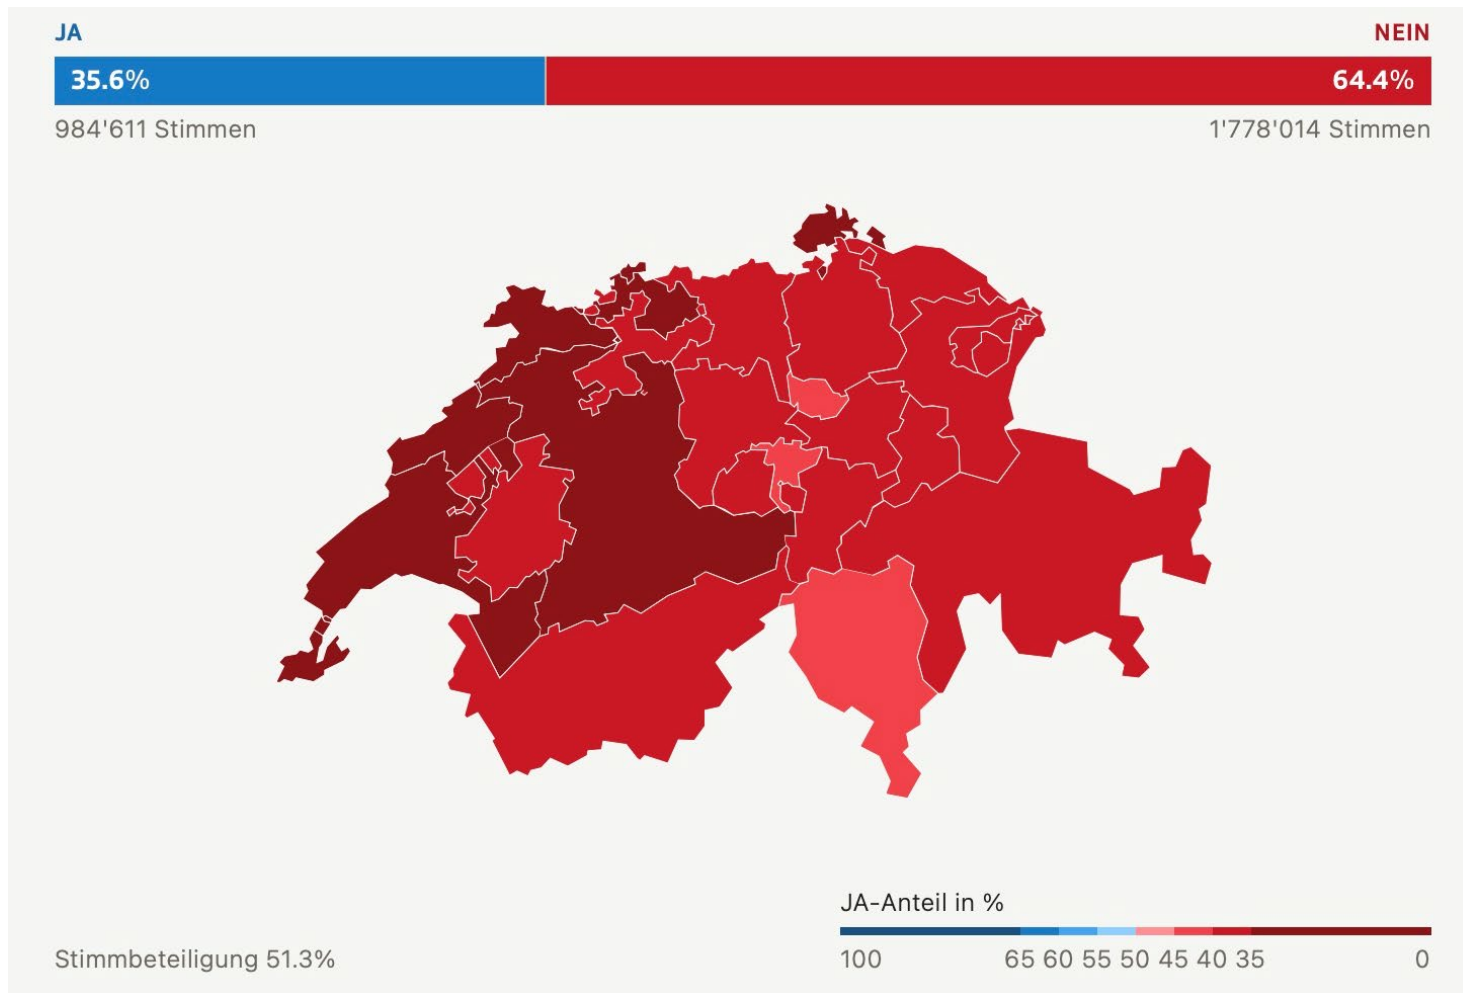 JA NEIN
35.6% 64.4%
984'611 Stimmen 1'778'014 Stimmen
JA-Anteil in %
100 65 60 55 50 45 40 35 0
Stimmbeteiligung 51.3%